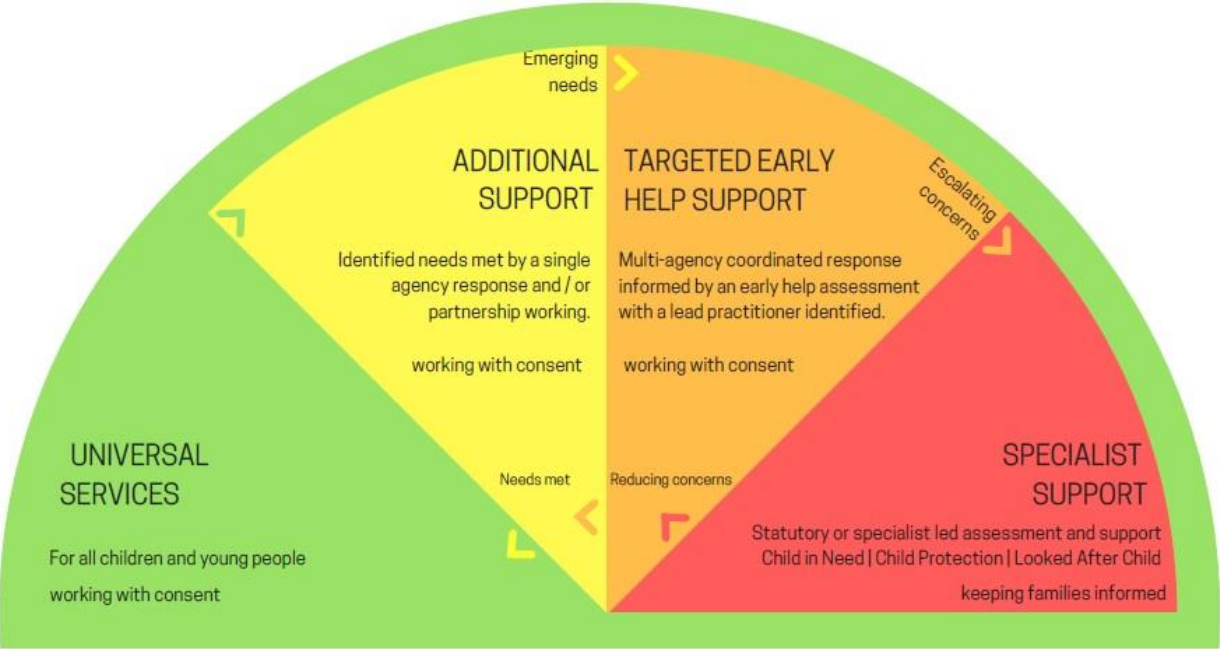 UNIVERSAL
SERVICES
For all children and young people
working with consent
Emerging
needs
ADDITIONAL
SUPPORT
Identified needs met by a single
agency response and / or
partnership working.
working with consent
Needs met
TARGETED EARLY
HELP SUPPORT
Multi-agency coordinated response
informed by an early help assessment
with a lead practitioner identified.
working with consent
Reducing concerns
Escalating
concerns
SPECIALIST
SUPPORT
Statutory or specialist led assessment and support
Child in Need | Child Protection | Looked After Child
keeping families informed